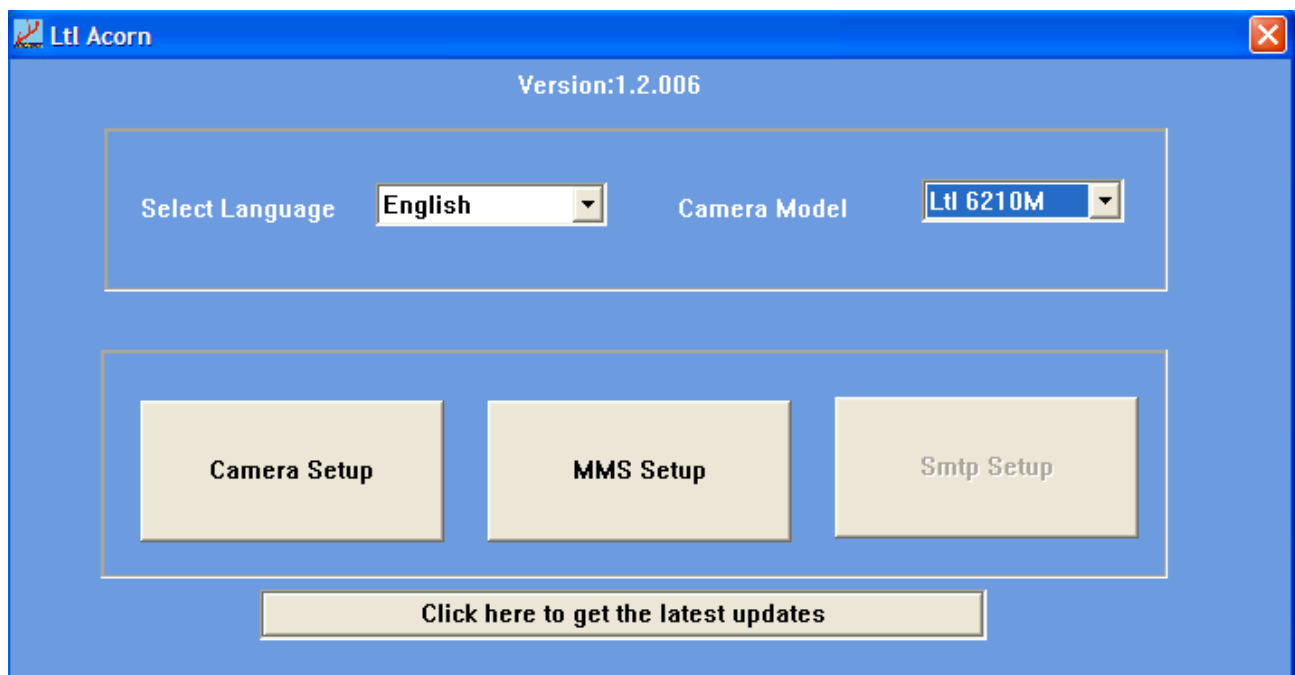 Ltl Acorn
Version:1.2.006
Select Language English Camera Model Ltl 6210M
Camera Setup MMS Setup Smtp Setup
Click here to get the latest updates